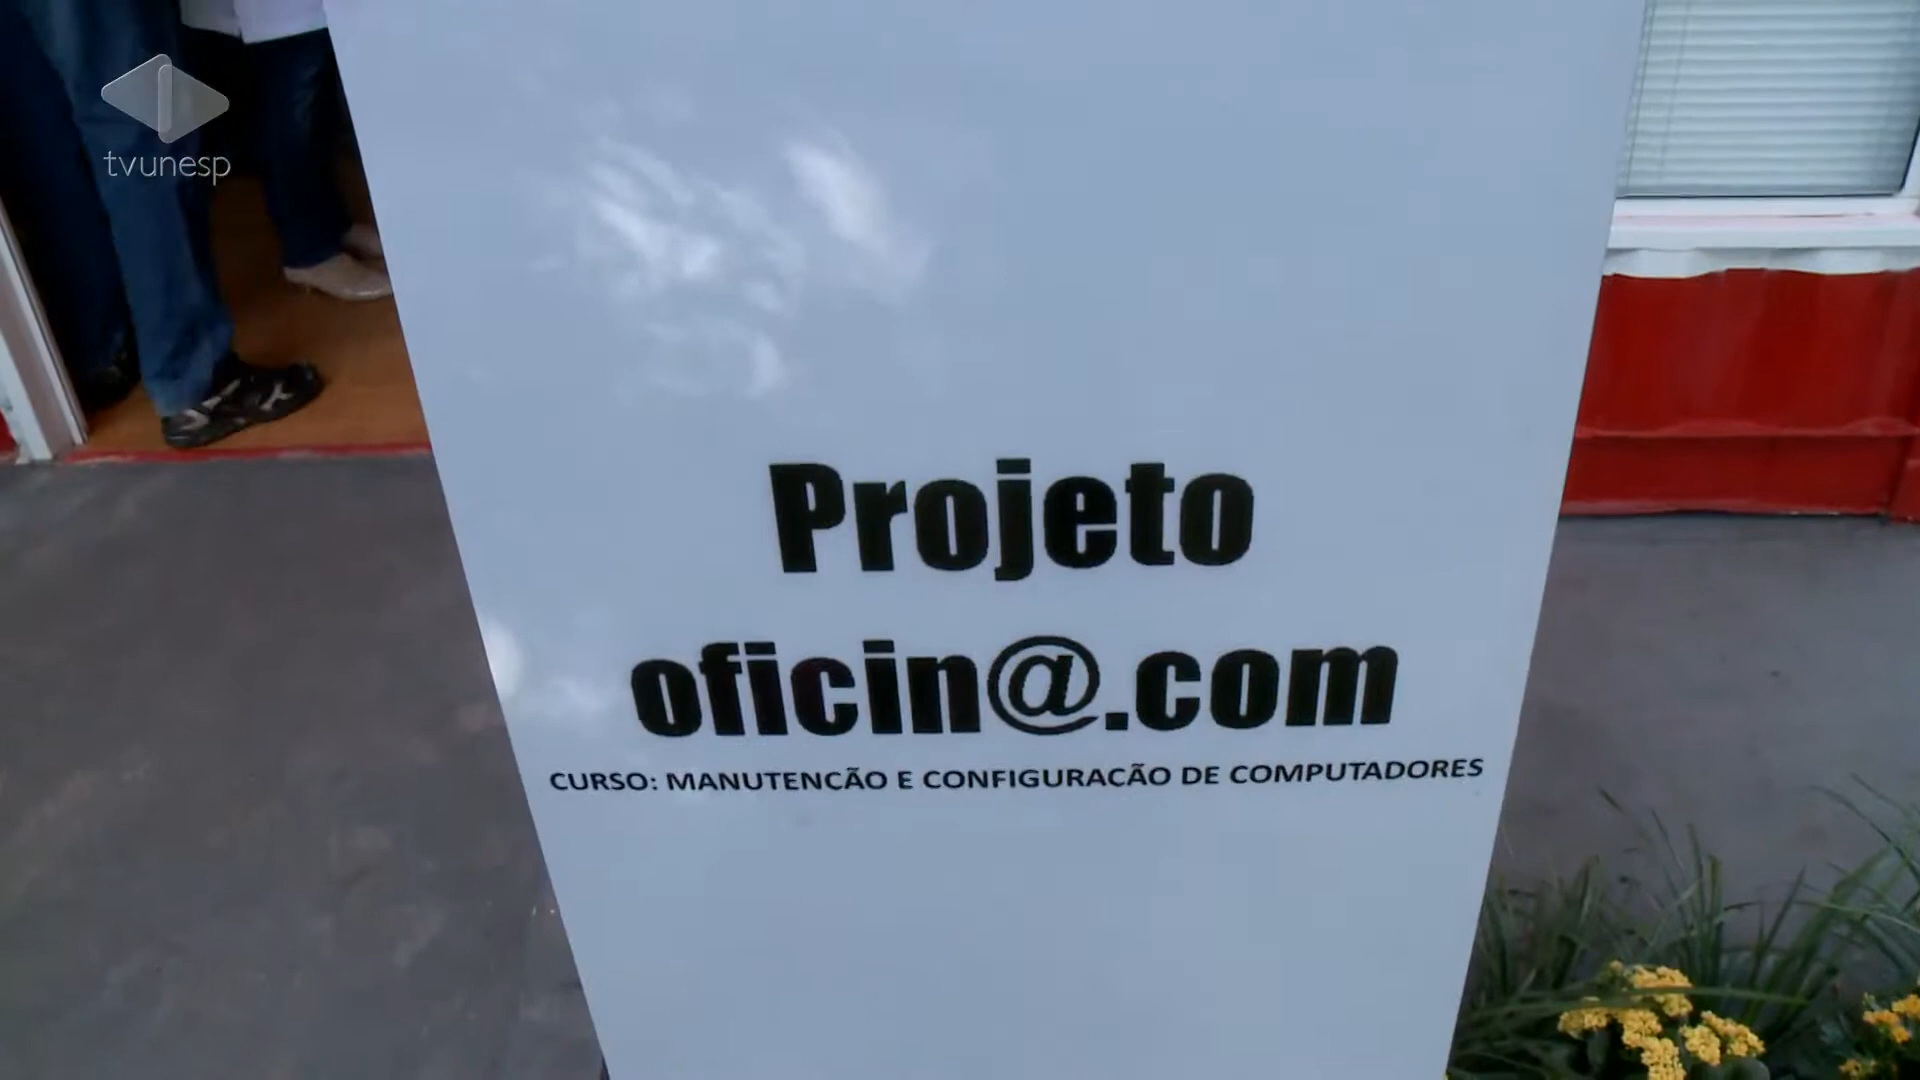 tvunesp
Projeto
oficin@.com
CURSO: MANUTENCÃO E CONFIGURACÃO DE COMPUTADORES